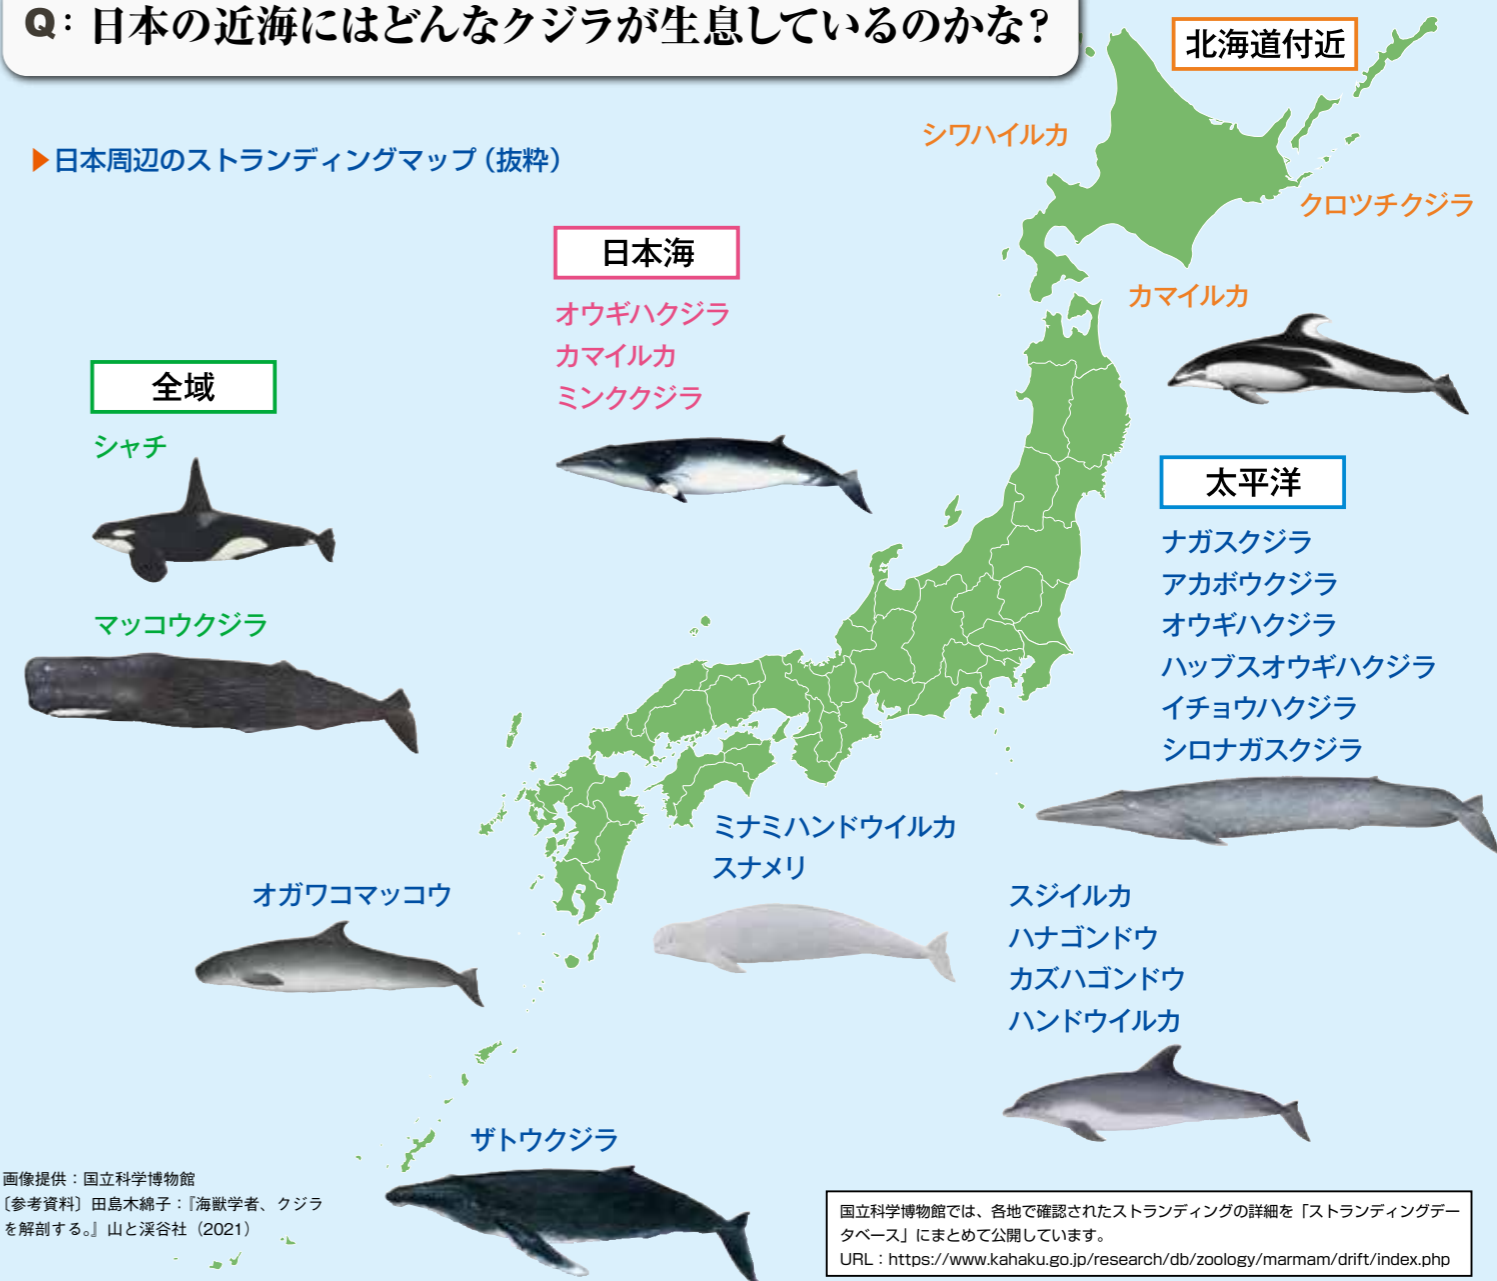 Q: 日本の近海にはどんなクジラが生息しているのかな?
▶日本周辺のストランディングマップ（抜粋）
北海道付近
シワハイルカ
クロツチクジラ
カマイルカ
日本海
オウギハクジラ
カマイルカ
ミンククジラ
全域
シャチ
マッコウクジラ
太平洋
ナガスクジラ
アカボウクジラ
オウギハクジラ
ハッブスオウギハクジラ
イチョウハクジラ
シロナガスクジラ
ミナミハンドウイルカ
スナメリ
オガワコマッコウ
スジイルカ
ハナゴンドウ
カズハゴンドウ
ハンドウイルカ
ザトウクジラ
画像提供：国立科学博物館
〔参考資料〕田島木綿子：『海獣学者、クジラ
を解剖する。』山と渓谷社（2021）
国立科学博物館では、各地で確認されたストランディングの詳細を「ストランディングデー
タベース」にまとめて公開しています。
URL：https://www.kahaku.go.jp/research/db/zoology/marmam/drift/index.php